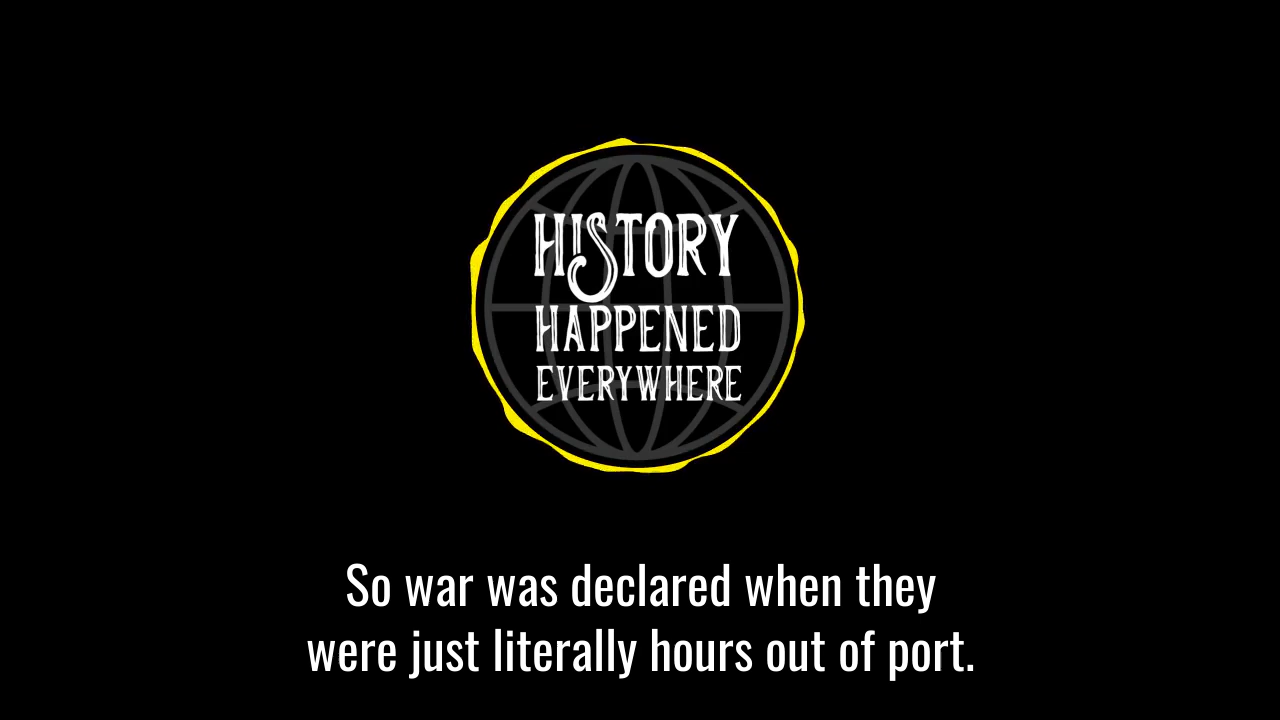 HISTORY
HAPPENED
EVERYWHERE
So war was declared when they
were just literally hours out of port.